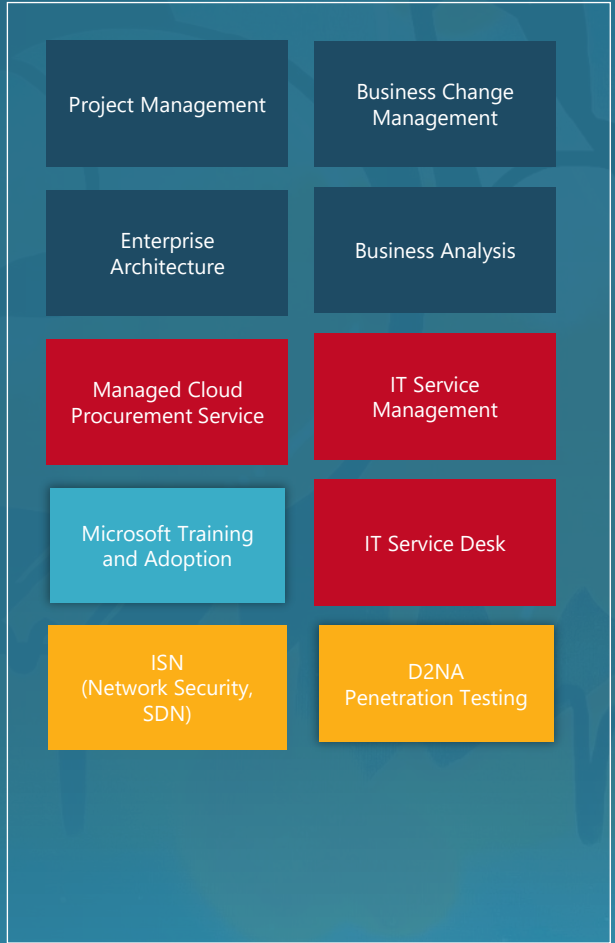 Project Management
Business Change
Management
Enterprise
Architecture
Business Analysis
Managed Cloud
Procurement Service
IT Service
Management
Microsoft Training
and Adoption
IT Service Desk
ISN
(Network Security,
SDN)
D2NA
Penetration Testing